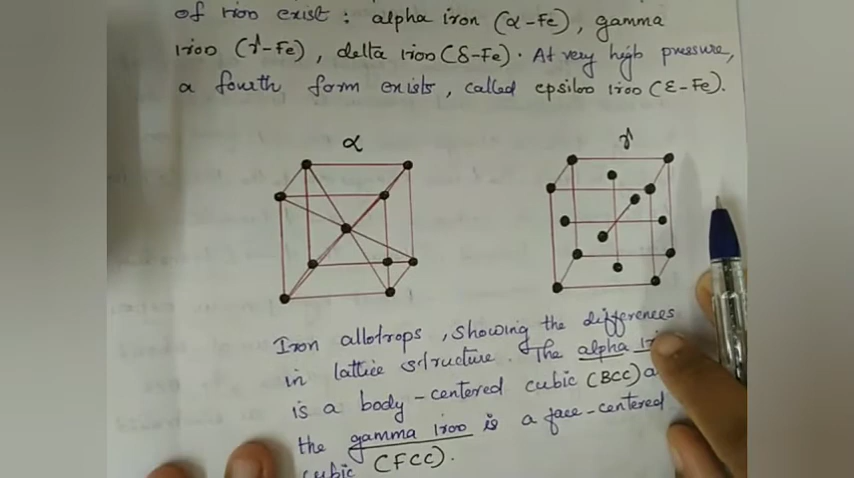 of iron exist : alpha iron (α-Fe), gamma
iron (γ-Fe), delta iron (δ-Fe). At very high pressure,
a fourth form exists, called epsilon iron (ε-Fe).
α
γ
Iron allotrops, showing the differences
in lattice structure. The alpha
is a body-centered cubic (BCC) a
the gamma iron is a face-centered
cubic (FCC).